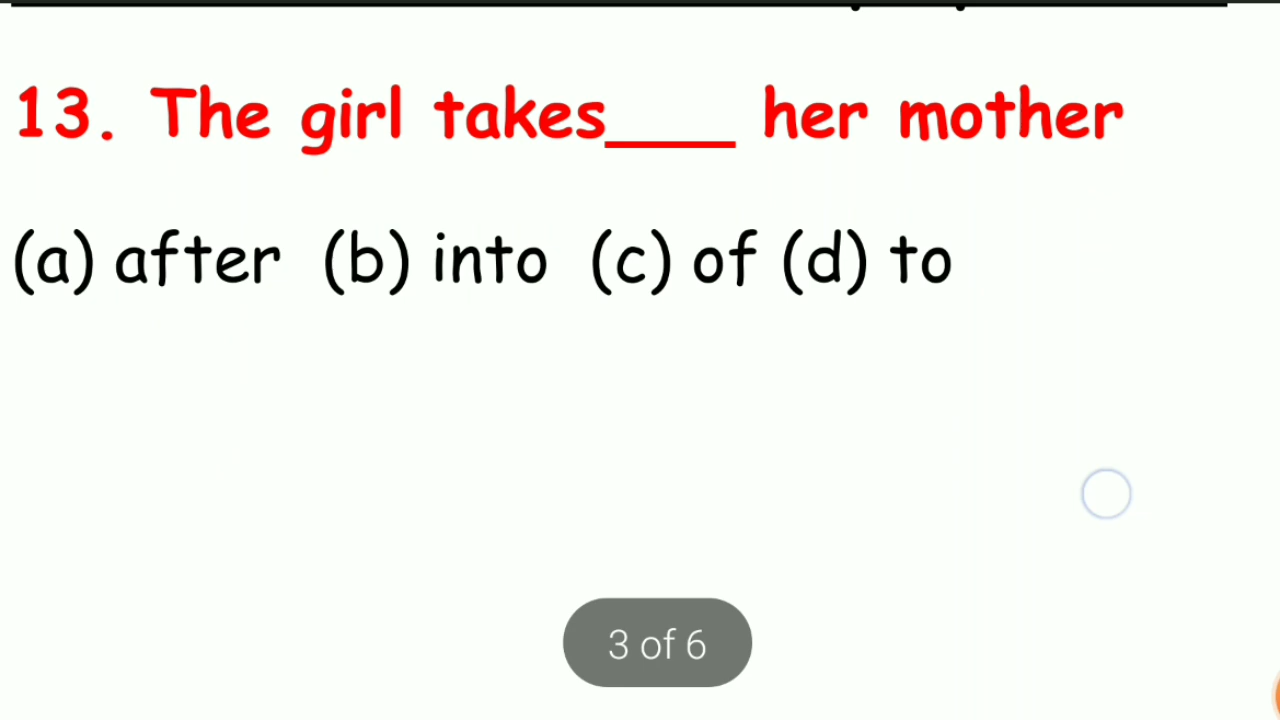 13. The girl takes___ her mother
(a) after (b) into (c) of (d) to
3 of 6